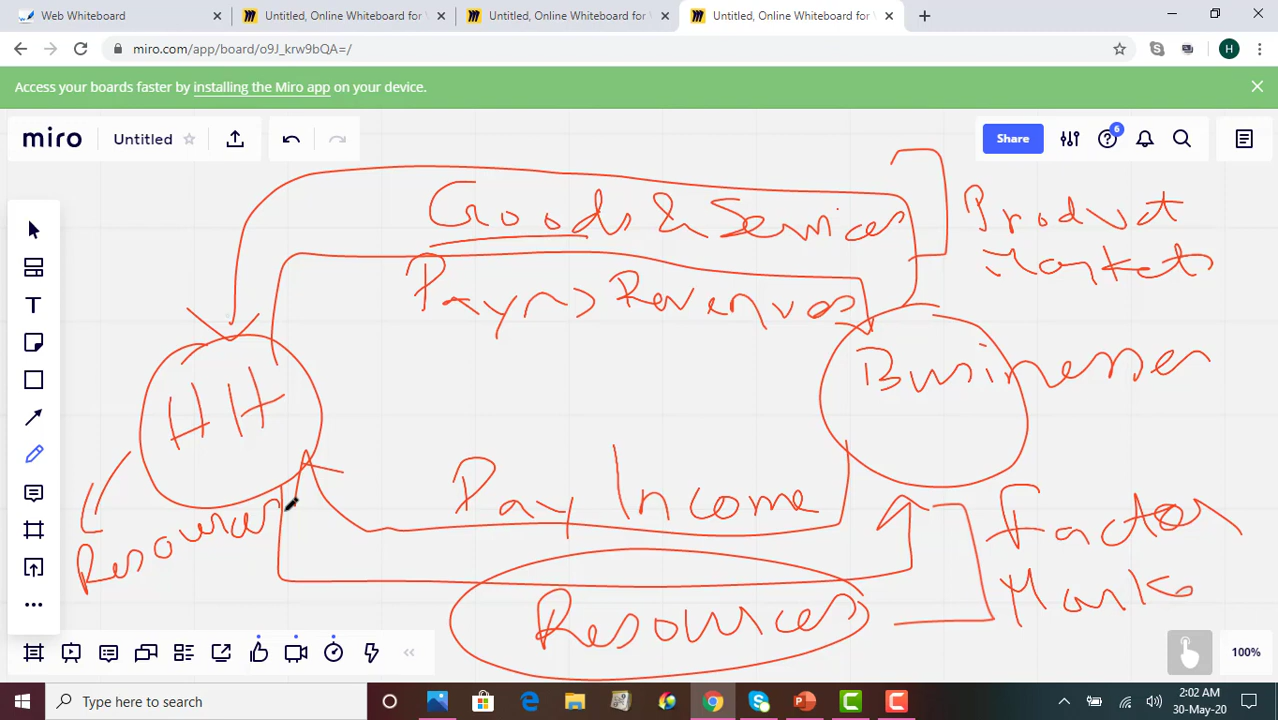 Web Whiteboard
Untitled, Online Whiteboard for V
Untitled, Online Whiteboard for V
Untitled, Online Whiteboard for V
miro.com/app/board/o9J_krw9bQA=/
H
Access your boards faster by installing the Miro app on your device.
miro
Untitled
Share
6
Goods & Services
Product
Markets
Revenues
Businesses
HH
Pay Income
Resources
Factor
Marke
Resources
100%
Type here to search
2:02 AM
30-May-20